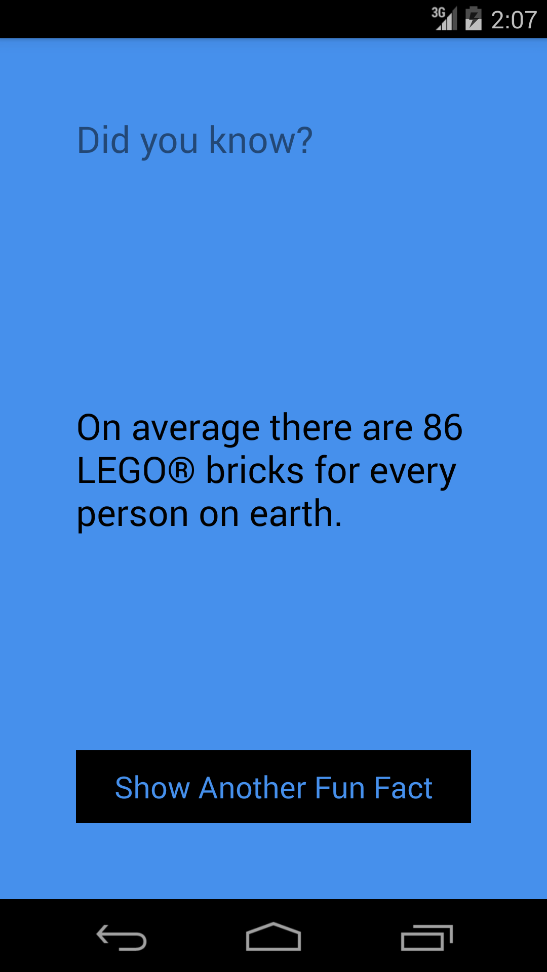 3G 2:07
Did you know?
On average there are 86
LEGO® bricks for every
person on earth.
Show Another Fun Fact